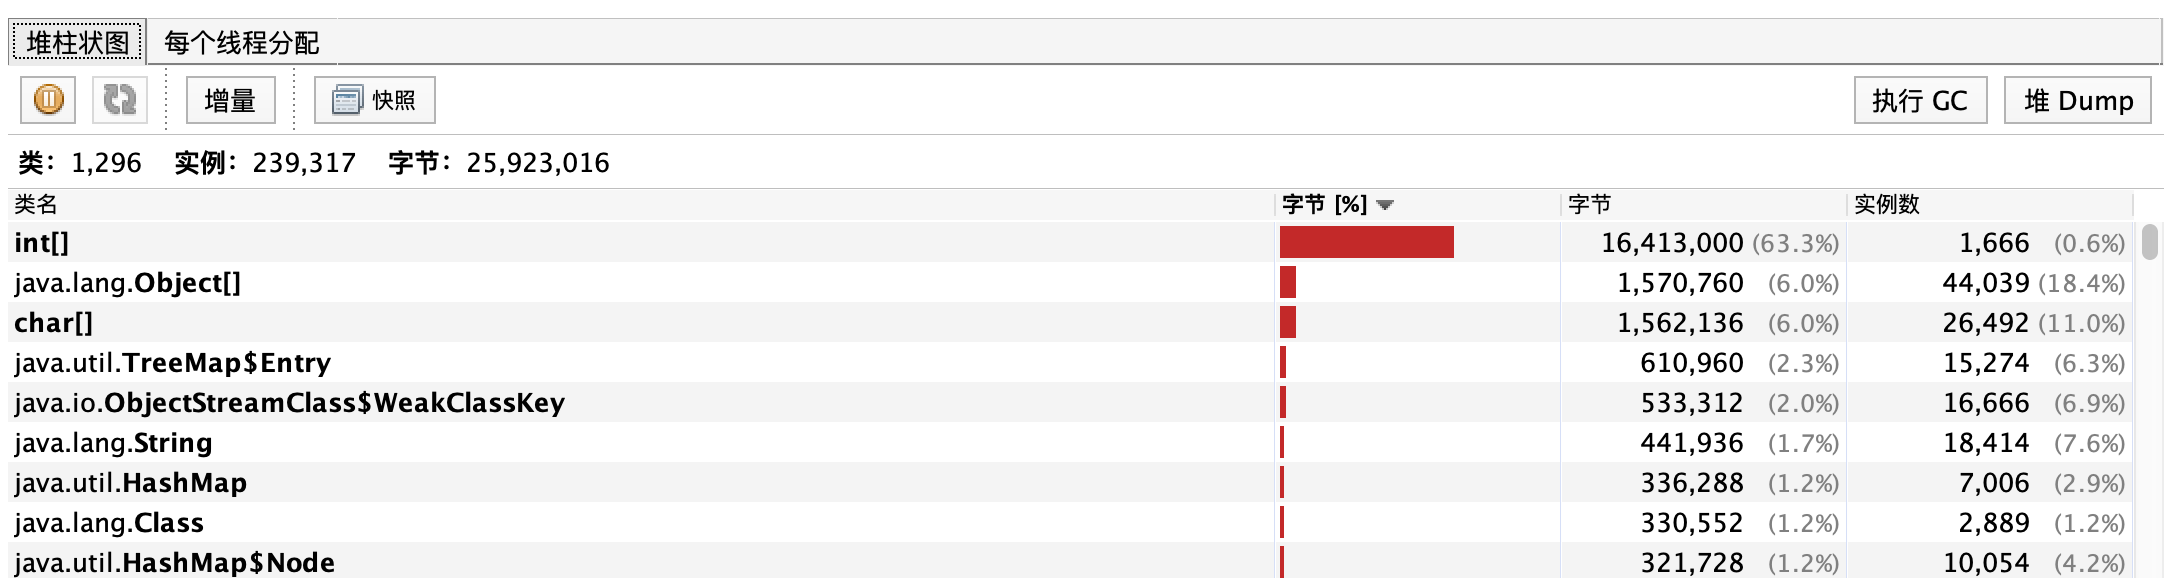 堆柱状图 每个线程分配
增量 快照 执行 GC 堆 Dump
类： 1,296 实例： 239,317 字节： 25,923,016
类名 字节 [%] 字节 实例数
int[] 16,413,000 (63.3%) 1,666 (0.6%)
java.lang.Object[] 1,570,760 (6.0%) 44,039 (18.4%)
char[] 1,562,136 (6.0%) 26,492 (11.0%)
java.util.TreeMap$Entry 610,960 (2.3%) 15,274 (6.3%)
java.io.ObjectStreamClass$WeakClassKey 533,312 (2.0%) 16,666 (6.9%)
java.lang.String 441,936 (1.7%) 18,414 (7.6%)
java.util.HashMap 336,288 (1.2%) 7,006 (2.9%)
java.lang.Class 330,552 (1.2%) 2,889 (1.2%)
java.util.HashMap$Node 321,728 (1.2%) 10,054 (4.2%)